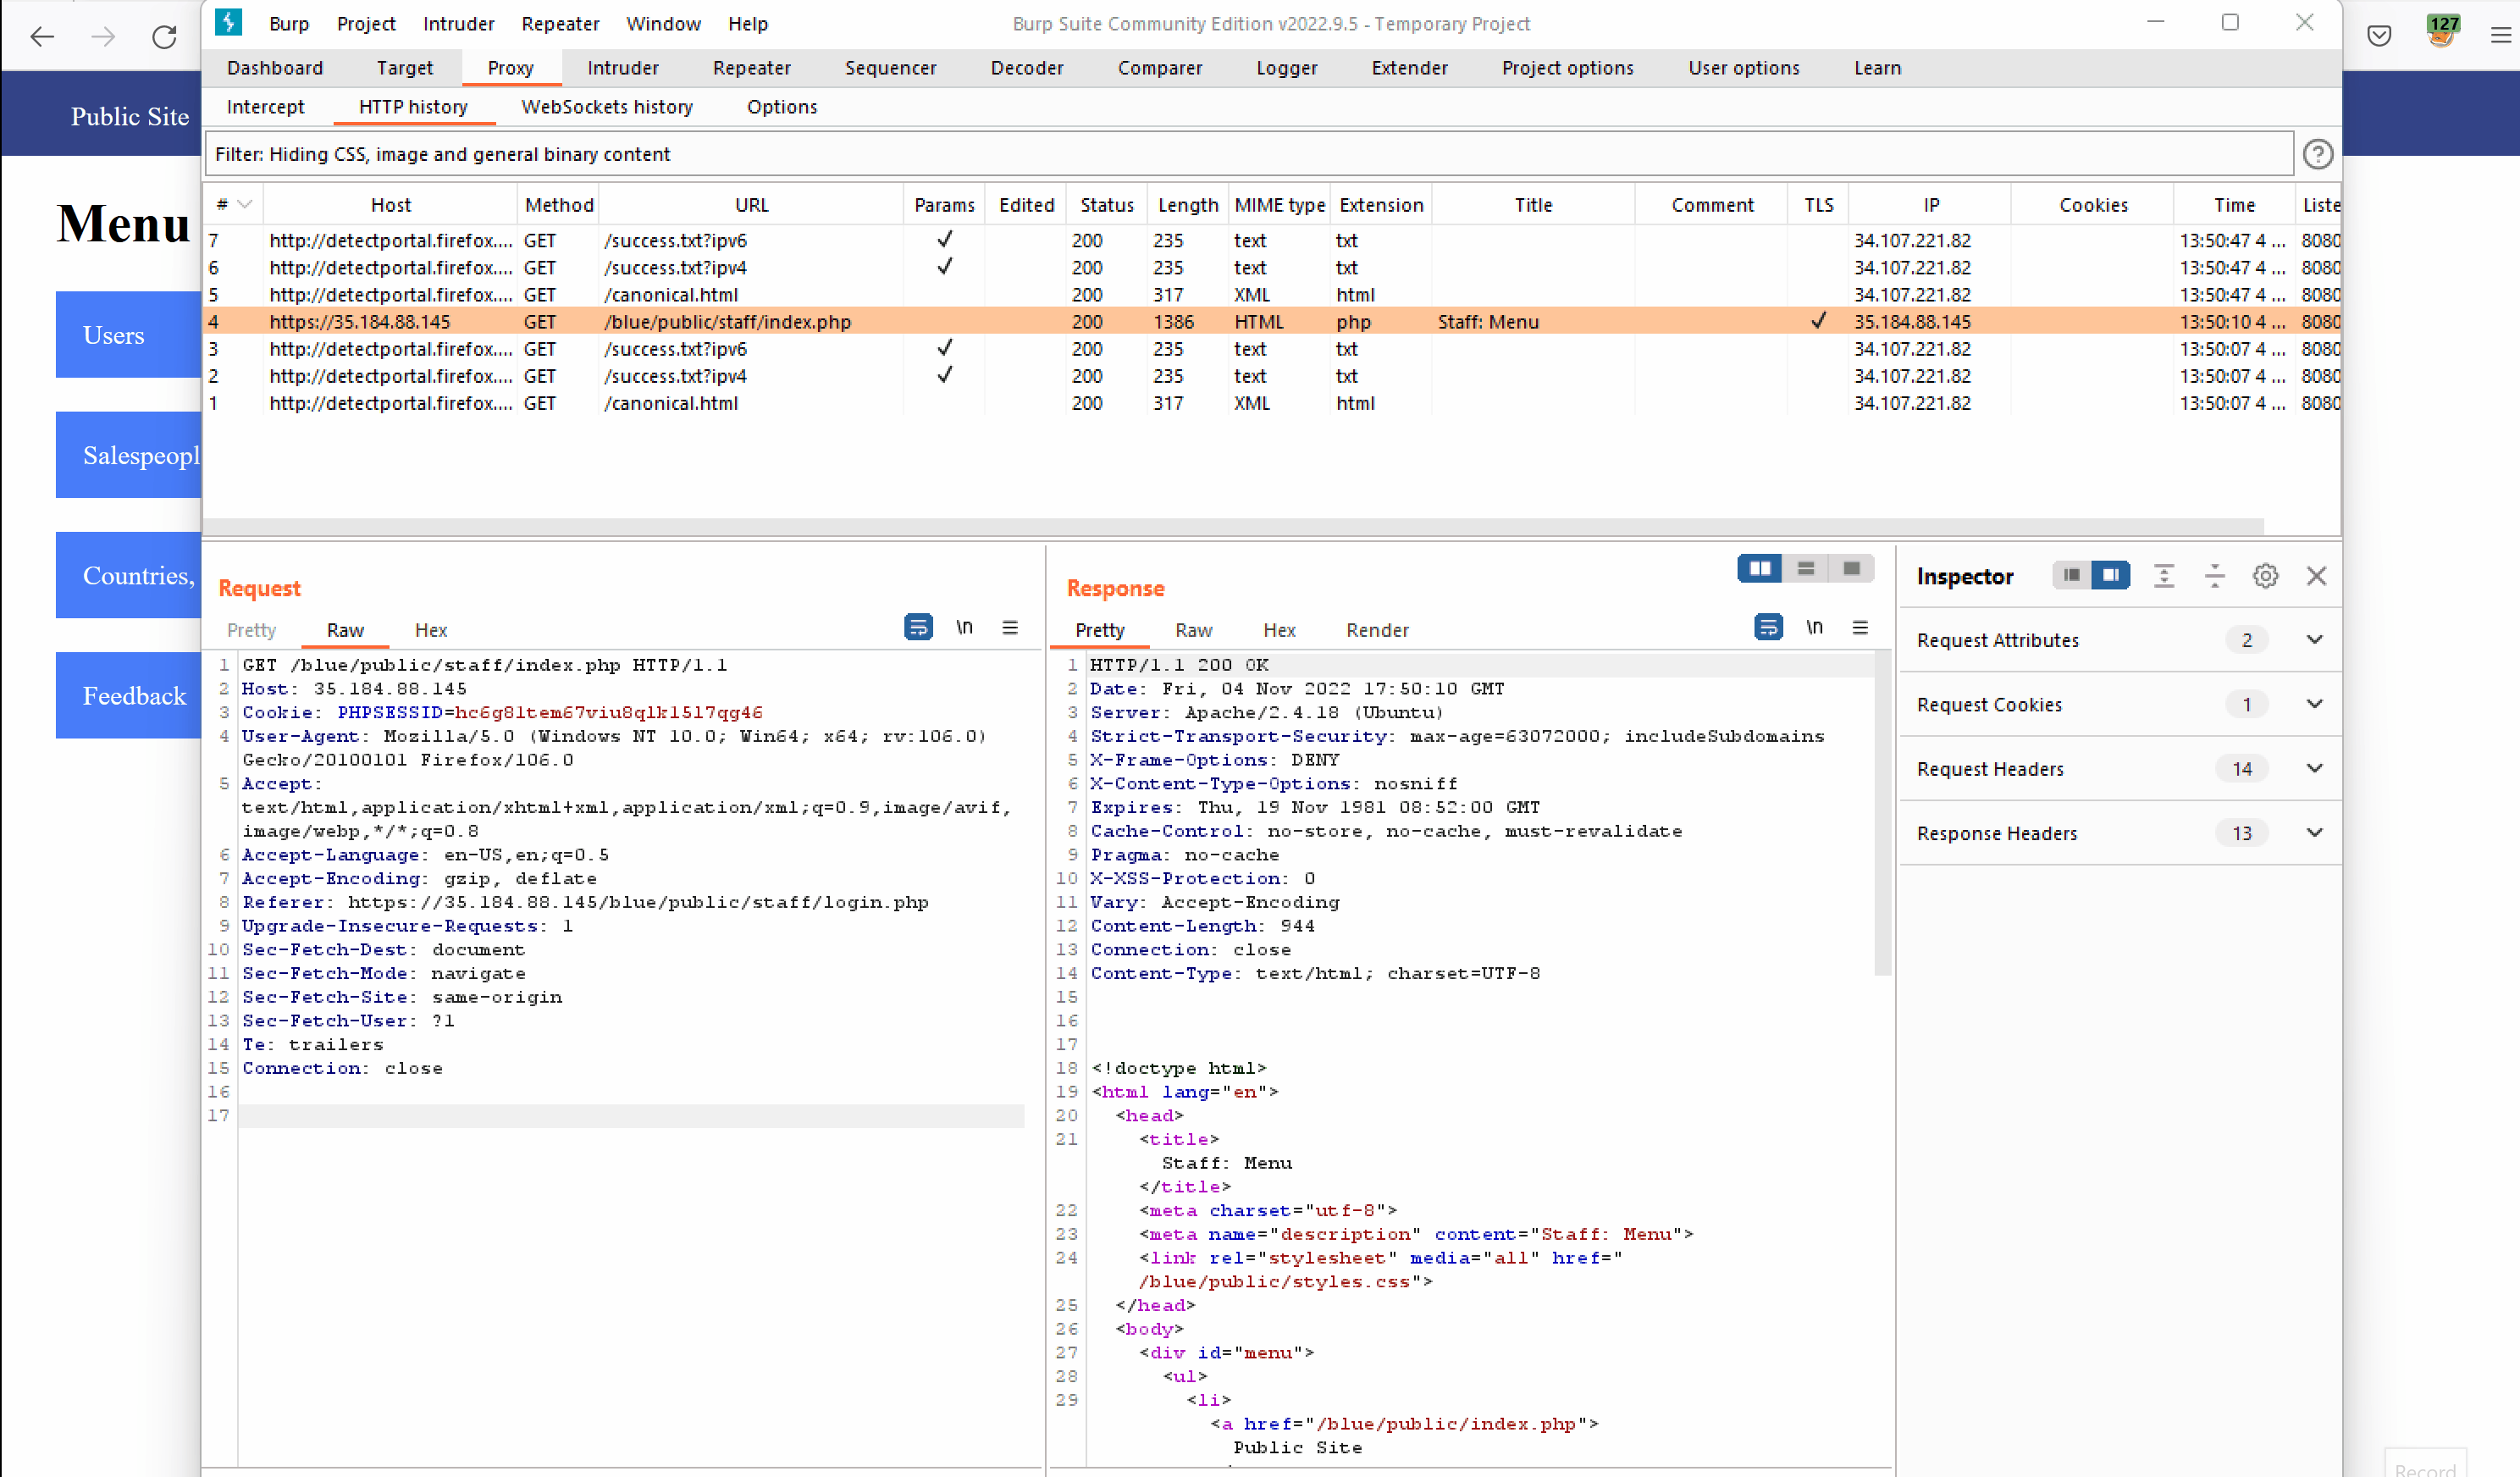 Burp Project Intruder Repeater Window Help
Burp Suite Community Edition v2022.9.5 - Temporary Project
127
Dashboard Target Proxy Intruder Repeater Sequencer Decoder Comparer Logger Extender Project options User options Learn
Intercept HTTP history WebSockets history Options
Public Site
Menu
Users
Salespeopl
Countries,
Feedback
Filter: Hiding CSS, image and general binary content
?
# Host Method URL Params Edited Status Length MIME type Extension Title Comment TLS IP Cookies Time Liste
7 http://detectportal.firefox.... GET /success.txt?ipv6 ✓ 200 235 text txt 34.107.221.82 13:50:47 4 ... 8080
6 http://detectportal.firefox.... GET /success.txt?ipv4 ✓ 200 235 text txt 34.107.221.82 13:50:47 4 ... 8080
5 http://detectportal.firefox.... GET /canonical.html 200 317 XML html 34.107.221.82 13:50:47 4 ... 8080
4 https://35.184.88.145 GET /blue/public/staff/index.php 200 1386 HTML php Staff: Menu ✓ 35.184.88.145 13:50:10 4 ... 8080
3 http://detectportal.firefox.... GET /success.txt?ipv6 ✓ 200 235 text txt 34.107.221.82 13:50:07 4 ... 8080
2 http://detectportal.firefox.... GET /success.txt?ipv4 ✓ 200 235 text txt 34.107.221.82 13:50:07 4 ... 8080
1 http://detectportal.firefox.... GET /canonical.html 200 317 XML html 34.107.221.82 13:50:07 4 ... 8080
Request
Pretty Raw Hex \n
1 GET /blue/public/staff/index.php HTTP/1.1
2 Host: 35.184.88.145
3 Cookie: PHPSESSID=hc6g81tem67viu8qlk15l7qg46
4 User-Agent: Mozilla/5.0 (Windows NT 10.0; Win64; x64; rv:106.0)
Gecko/20100101 Firefox/106.0
5 Accept:
text/html,application/xhtml+xml,application/xml;q=0.9,image/avif,
image/webp,*/*;q=0.8
6 Accept-Language: en-US,en;q=0.5
7 Accept-Encoding: gzip, deflate
8 Referer: https://35.184.88.145/blue/public/staff/login.php
9 Upgrade-Insecure-Requests: 1
10 Sec-Fetch-Dest: document
11 Sec-Fetch-Mode: navigate
12 Sec-Fetch-Site: same-origin
13 Sec-Fetch-User: ?1
14 Te: trailers
15 Connection: close
16
17
Response
Pretty Raw Hex Render \n
1 HTTP/1.1 200 OK
2 Date: Fri, 04 Nov 2022 17:50:10 GMT
3 Server: Apache/2.4.18 (Ubuntu)
4 Strict-Transport-Security: max-age=63072000; includeSubdomains
5 X-Frame-Options: DENY
6 X-Content-Type-Options: nosniff
7 Expires: Thu, 19 Nov 1981 08:52:00 GMT
8 Cache-Control: no-store, no-cache, must-revalidate
9 Pragma: no-cache
10 X-XSS-Protection: 0
11 Vary: Accept-Encoding
12 Content-Length: 944
13 Connection: close
14 Content-Type: text/html; charset=UTF-8
15
16
17
18 <!doctype html>
19 <html lang="en">
20 <head>
21 <title>
Staff: Menu
</title>
22 <meta charset="utf-8">
23 <meta name="description" content="Staff: Menu">
24 <link rel="stylesheet" media="all" href="
/blue/public/styles.css">
25 </head>
26 <body>
27 <div id="menu">
28 <ul>
29 <li>
<a href="/blue/public/index.php">
Public Site
Inspector
Request Attributes 2
Request Cookies 1
Request Headers 14
Response Headers 13
Record